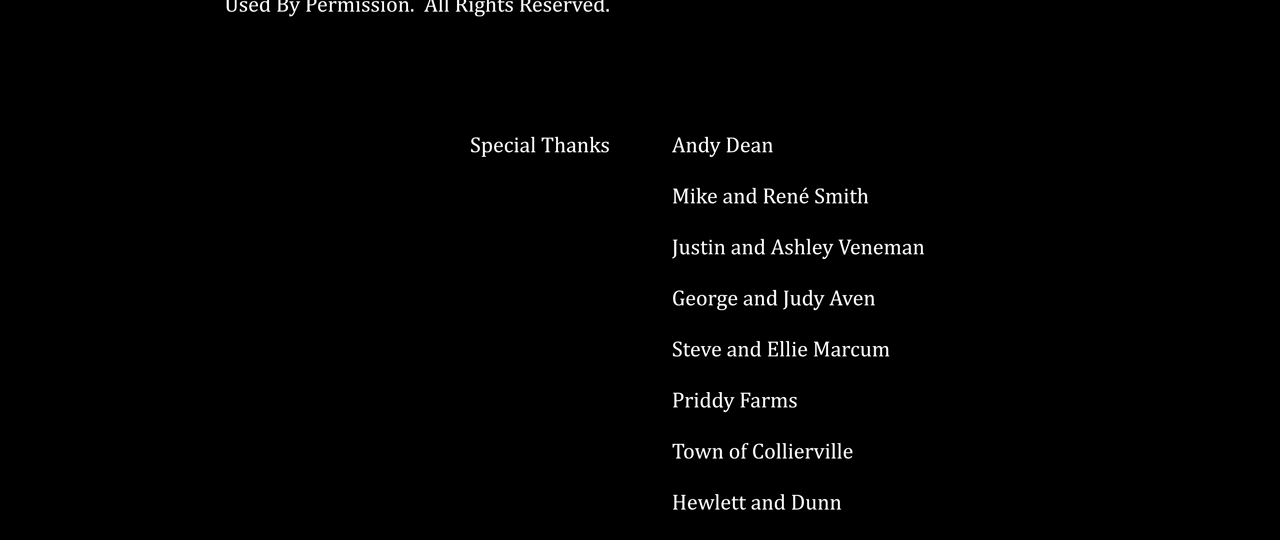 Used By Permission.  All Rights Reserved.
Special Thanks Andy Dean
Mike and René Smith
Justin and Ashley Veneman
George and Judy Aven
Steve and Ellie Marcum
Priddy Farms
Town of Collierville
Hewlett and Dunn